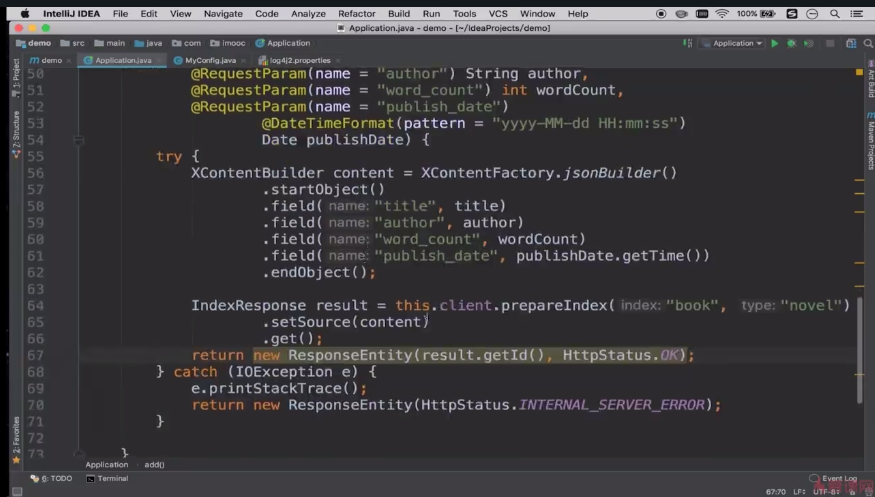 IntelliJ IDEA File Edit View Navigate Code Analyze Refactor Build Run Tools VCS Window Help 100%
Application.java - demo - [~/IdeaProjects/demo]
demo src main java com imooc Application Application
demo Application.java MyConfig.java log4j2.properties
1: Project
Z: Structure
2: Favorites
Ant Build
Maven Projects
50 @RequestParam(name = "author") String author,
51 @RequestParam(name = "word_count") int wordCount,
52 @RequestParam(name = "publish_date")
53 @DateTimeFormat(pattern = "yyyy-MM-dd HH:mm:ss")
54 Date publishDate) {
55 try {
56 XContentBuilder content = XContentFactory.jsonBuilder()
57 .startObject()
58 .field( name: "title", title)
59 .field( name: "author", author)
60 .field( name: "word_count", wordCount)
61 .field( name: "publish_date", publishDate.getTime())
62 .endObject();
63
64 IndexResponse result = this.client.prepareIndex( index: "book", type: "novel")
65 .setSource(content)
66 .get();
67 return new ResponseEntity(result.getId(), HttpStatus.OK);
68 } catch (IOException e) {
69 e.printStackTrace();
70 return new ResponseEntity(HttpStatus.INTERNAL_SERVER_ERROR);
71 }
72
73 }
Application add()
6: TODO Terminal Event Log
67:70 LF÷ UTF-8÷